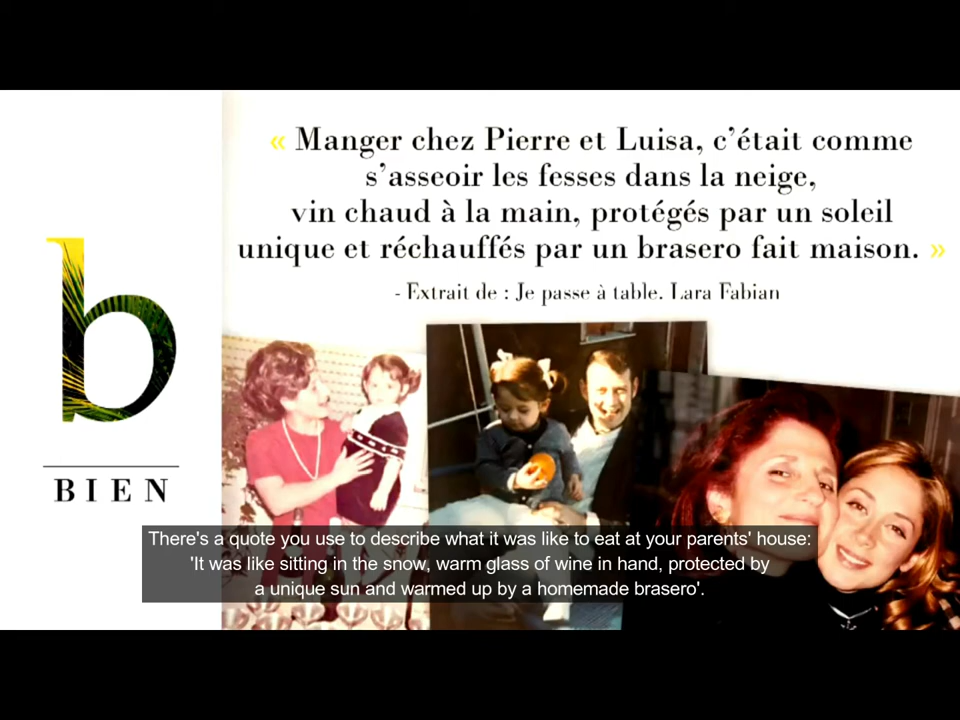 « Manger chez Pierre et Luisa, c'était comme
s'asseoir les fesses dans la neige,
vin chaud à la main, protégés par un soleil
unique et réchauffés par un brasero fait maison. »
- Extrait de : Je passe à table. Lara Fabian
b
BIEN
There's a quote you use to describe what it was like to eat at your parents' house:
'It was like sitting in the snow, warm glass of wine in hand, protected by
a unique sun and warmed up by a homemade brasero'.